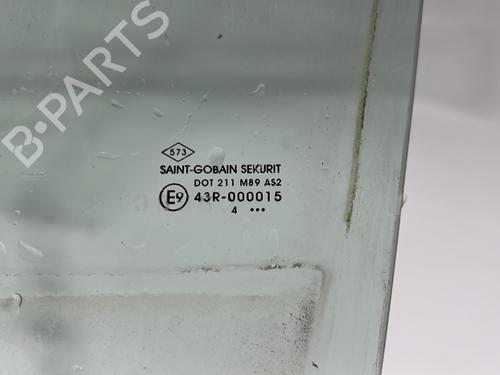 B-PARTS
573
SAINT-GOBAIN SEKURIT
DOT 211 M89 AS2
E9 43R-000015
4 •••